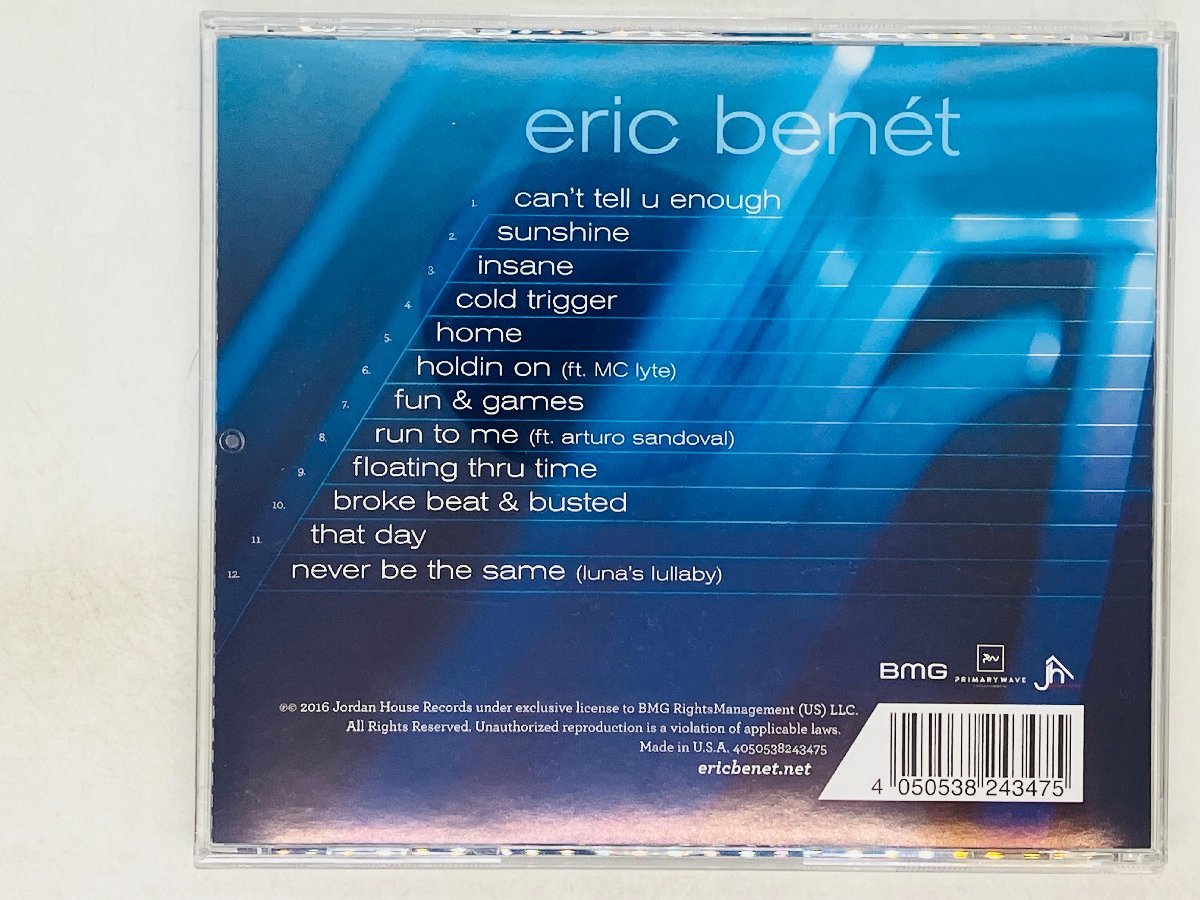 eric benét
1. can't tell u enough
2. sunshine
3. insane
4. cold trigger
5. home
6. holdin on (ft. MC lyte)
7. fun & games
8. run to me (ft. arturo sandoval)
9. floating thru time
10. broke beat & busted
11. that day
12. never be the same (luna's lullaby)
BMG PRIMARYWAVE
℗© 2016 Jordan House Records under exclusive license to BMG RightsManagement (US) LLC.
All Rights Reserved. Unauthorized reproduction is a violation of applicable laws.
Made in U.S.A. 4050538243475
ericbenet.net
4 050538 243475